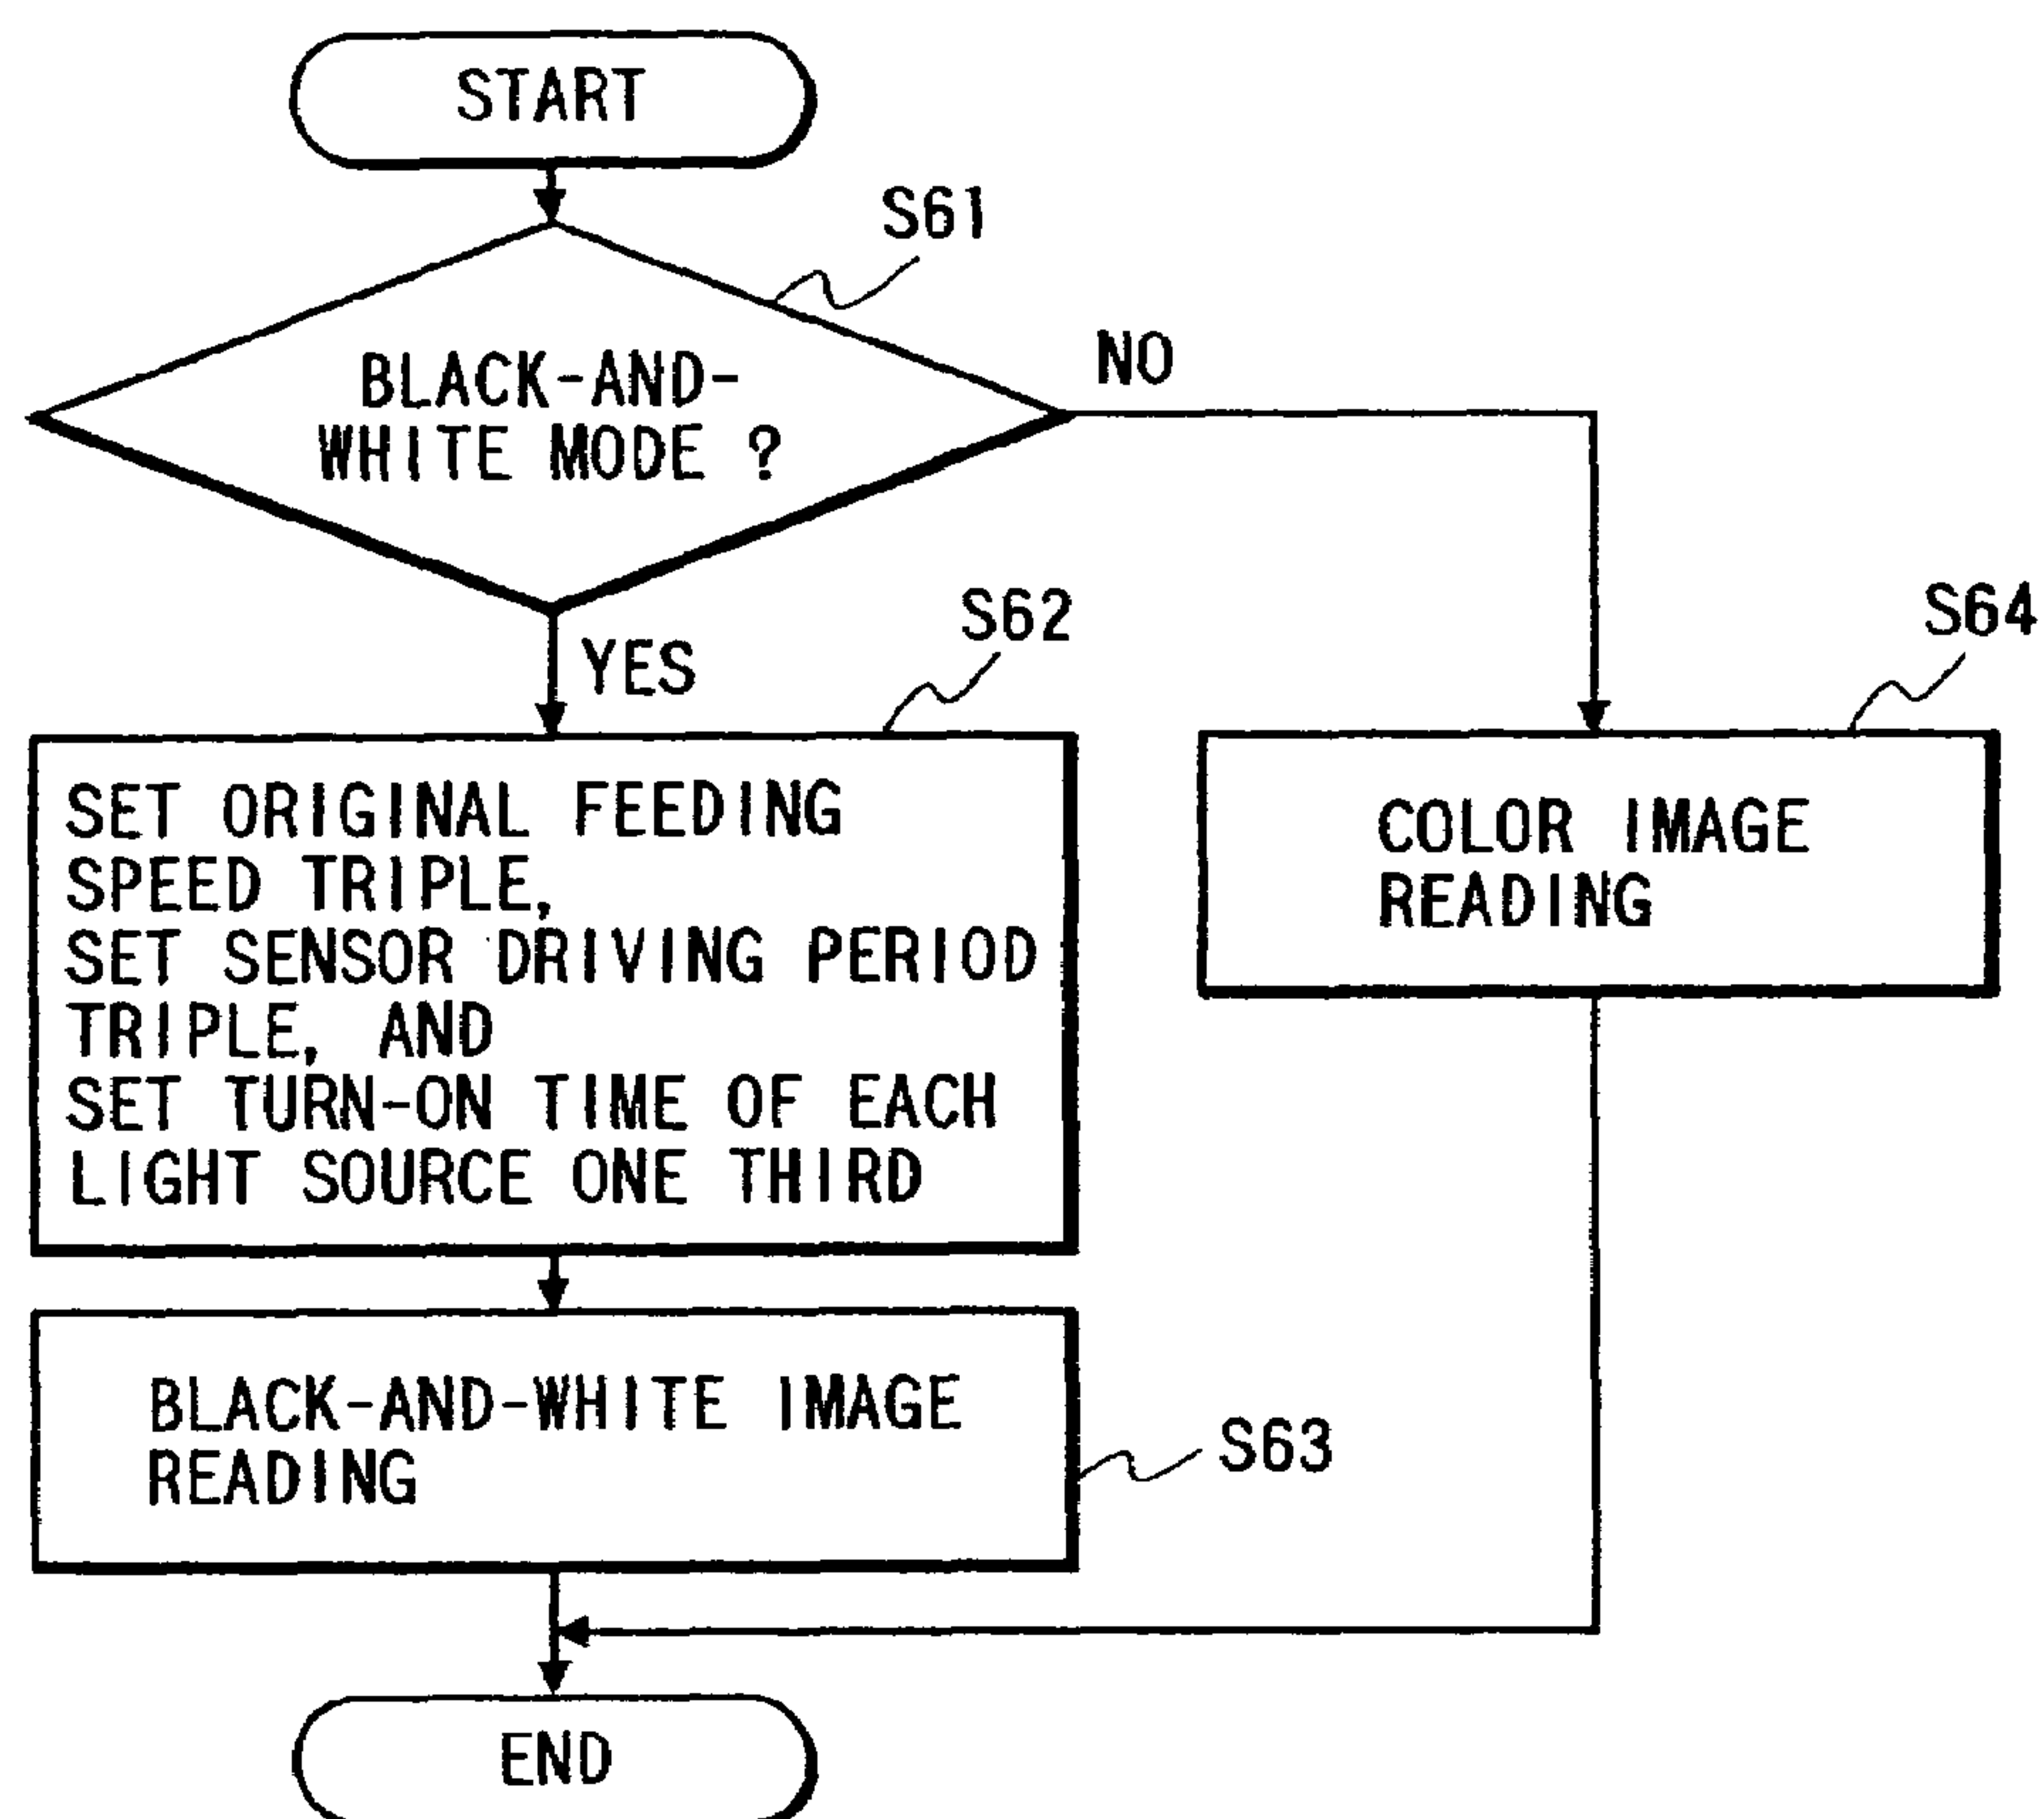 START
S61
BLACK-AND-
WHITE MODE ?
NO
YES
S62
SET ORIGINAL FEEDING
SPEED TRIPLE,
SET SENSOR DRIVING PERIOD
TRIPLE, AND
SET TURN-ON TIME OF EACH
LIGHT SOURCE ONE THIRD
S64
COLOR IMAGE
READING
BLACK-AND-WHITE IMAGE
READING
S63
END